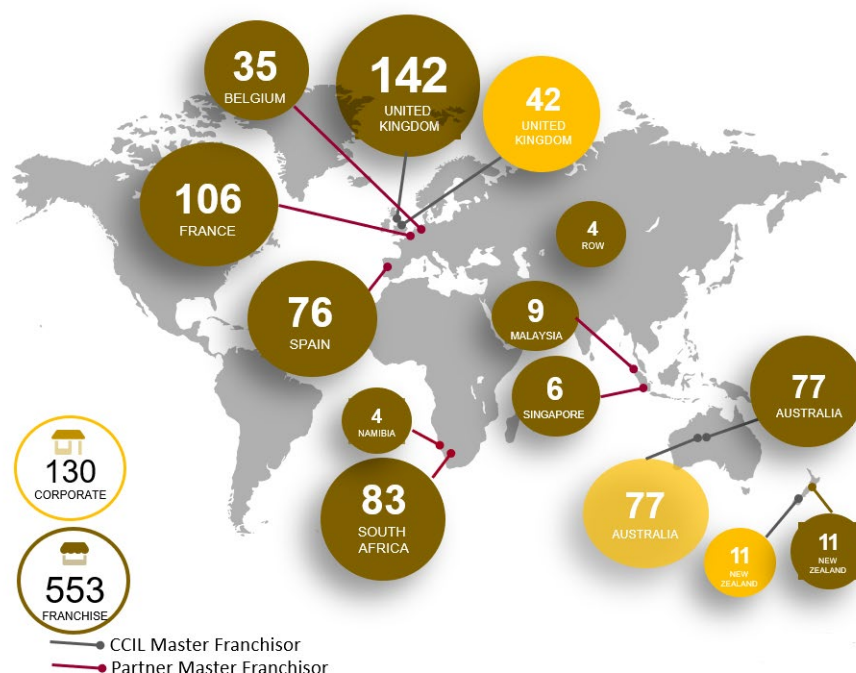 35
BELGIUM
142
UNITED
KINGDOM
42
UNITED
KINGDOM
106
FRANCE
4
ROW
76
SPAIN
9
MALAYSIA
6
SINGAPORE
77
AUSTRALIA
4
NAMIBIA
83
SOUTH
AFRICA
77
AUSTRALIA
11
NEW
ZEALAND
11
NEW
ZEALAND
130
CORPORATE
553
FRANCHISE
CCIL Master Franchisor
Partner Master Franchisor